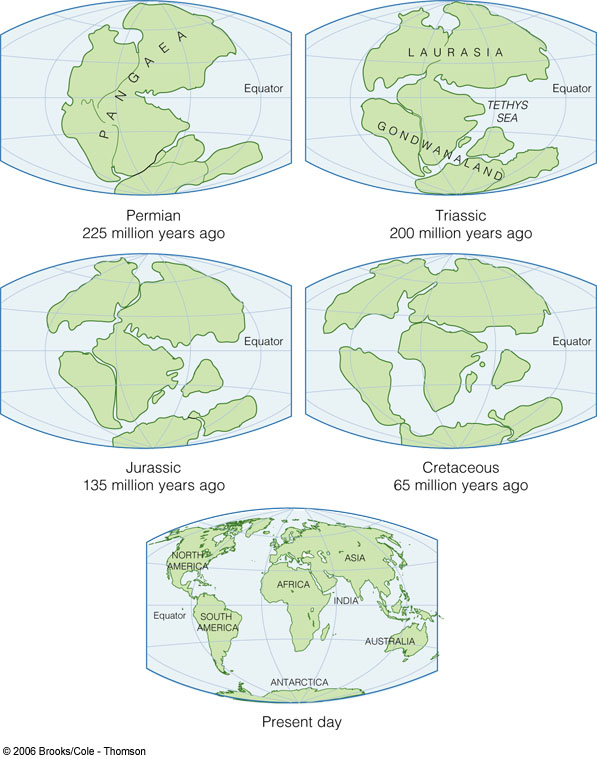 PANGAEA
Equator
Permian
225 million years ago
LAURASIA
Equator
TETHYS
SEA
GONDWANALAND
Triassic
200 million years ago
Equator
Jurassic
135 million years ago
Equator
Cretaceous
65 million years ago
NORTH
AMERICA
ASIA
AFRICA
INDIA
Equator
SOUTH
AMERICA
AUSTRALIA
ANTARCTICA
Present day
© 2006 Brooks/Cole - Thomson